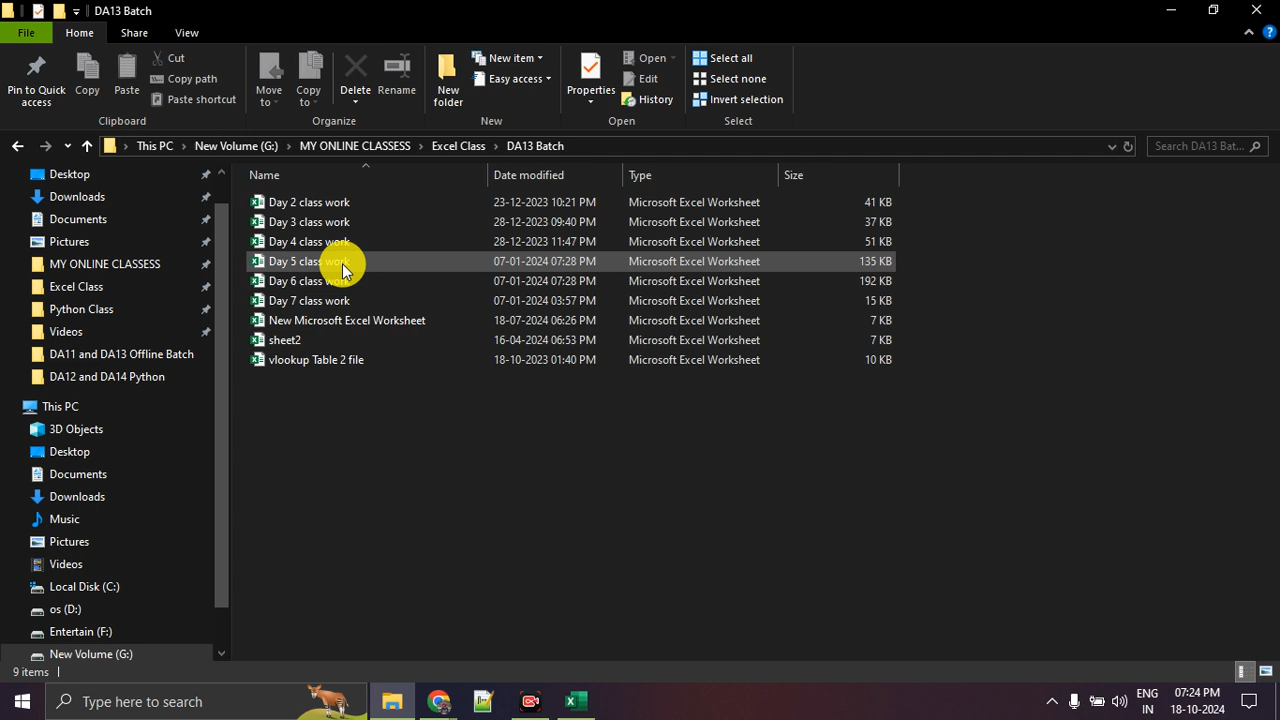 DA13 Batch
File
Home
Share
View
Pin to Quick access
Copy
Paste
Cut
Copy path
Paste shortcut
Clipboard
Move to
Copy to
Delete
Rename
Organize
New folder
New item
Easy access
New
Properties
Open
Edit
History
Open
Select all
Select none
Invert selection
Select
This PC > New Volume (G:) > MY ONLINE CLASSESS > Excel Class > DA13 Batch
Search DA13 Bat...
Name
Date modified
Type
Size
Day 2 class work 23-12-2023 10:21 PM Microsoft Excel Worksheet 41 KB
Day 3 class work 28-12-2023 09:40 PM Microsoft Excel Worksheet 37 KB
Day 4 class work 28-12-2023 11:47 PM Microsoft Excel Worksheet 51 KB
Day 5 class work 07-01-2024 07:28 PM Microsoft Excel Worksheet 135 KB
Day 6 class work 07-01-2024 07:28 PM Microsoft Excel Worksheet 192 KB
Day 7 class work 07-01-2024 03:57 PM Microsoft Excel Worksheet 15 KB
New Microsoft Excel Worksheet 18-07-2024 06:26 PM Microsoft Excel Worksheet 7 KB
sheet2 16-04-2024 06:53 PM Microsoft Excel Worksheet 7 KB
vlookup Table 2 file 18-10-2023 01:40 PM Microsoft Excel Worksheet 10 KB
Desktop
Downloads
Documents
Pictures
MY ONLINE CLASSESS
Excel Class
Python Class
Videos
DA11 and DA13 Offline Batch
DA12 and DA14 Python
This PC
3D Objects
Desktop
Documents
Downloads
Music
Pictures
Videos
Local Disk (C:)
os (D:)
Entertain (F:)
New Volume (G:)
9 items
Type here to search
ENG
IN
07:24 PM
18-10-2024